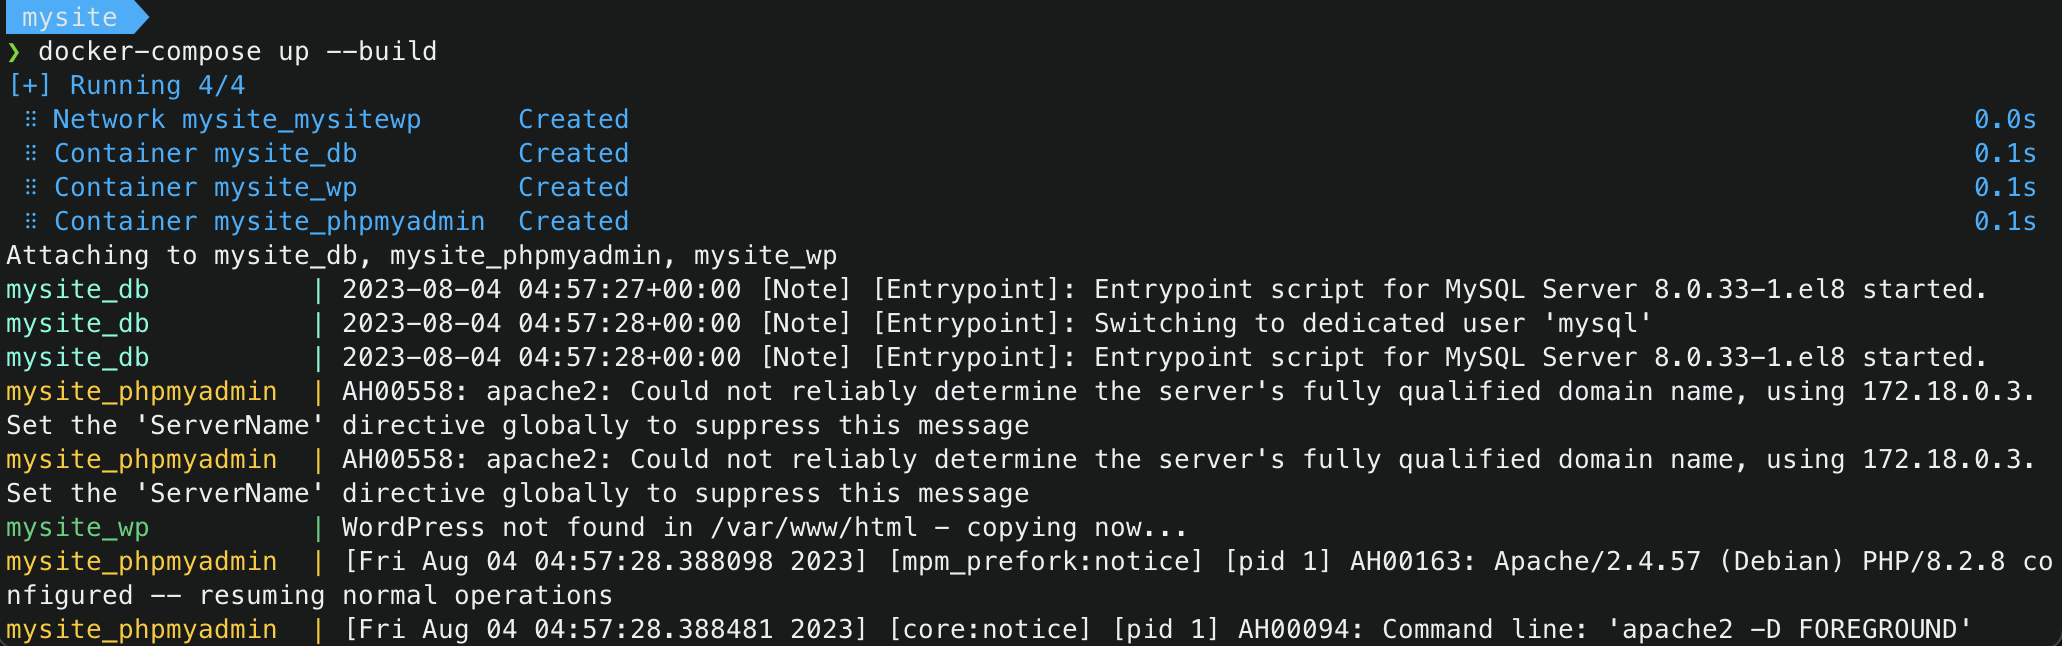 mysite
❯ docker-compose up --build
[+] Running 4/4
⠿ Network mysite_mysitewp Created 0.0s
⠿ Container mysite_db Created 0.1s
⠿ Container mysite_wp Created 0.1s
⠿ Container mysite_phpmyadmin Created 0.1s
Attaching to mysite_db, mysite_phpmyadmin, mysite_wp
mysite_db | 2023-08-04 04:57:27+00:00 [Note] [Entrypoint]: Entrypoint script for MySQL Server 8.0.33-1.el8 started.
mysite_db | 2023-08-04 04:57:28+00:00 [Note] [Entrypoint]: Switching to dedicated user 'mysql'
mysite_db | 2023-08-04 04:57:28+00:00 [Note] [Entrypoint]: Entrypoint script for MySQL Server 8.0.33-1.el8 started.
mysite_phpmyadmin | AH00558: apache2: Could not reliably determine the server's fully qualified domain name, using 172.18.0.3.
Set the 'ServerName' directive globally to suppress this message
mysite_phpmyadmin | AH00558: apache2: Could not reliably determine the server's fully qualified domain name, using 172.18.0.3.
Set the 'ServerName' directive globally to suppress this message
mysite_wp | WordPress not found in /var/www/html - copying now...
mysite_phpmyadmin | [Fri Aug 04 04:57:28.388098 2023] [mpm_prefork:notice] [pid 1] AH00163: Apache/2.4.57 (Debian) PHP/8.2.8 co
nfigured -- resuming normal operations
mysite_phpmyadmin | [Fri Aug 04 04:57:28.388481 2023] [core:notice] [pid 1] AH00094: Command line: 'apache2 -D FOREGROUND'